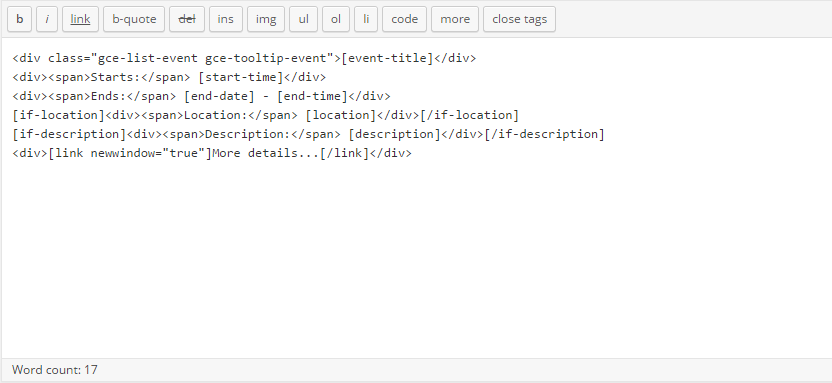 b i link b-quote del ins img ul ol li code more close tags
<div class="gce-list-event gce-tooltip-event">[event-title]</div>
<div><span>Starts:</span> [start-time]</div>
<div><span>Ends:</span> [end-date] - [end-time]</div>
[if-location]<div><span>Location:</span> [location]</div>[/if-location]
[if-description]<div><span>Description:</span> [description]</div>[/if-description]
<div>[link newwindow="true"]More details...[/link]</div>
Word count: 17